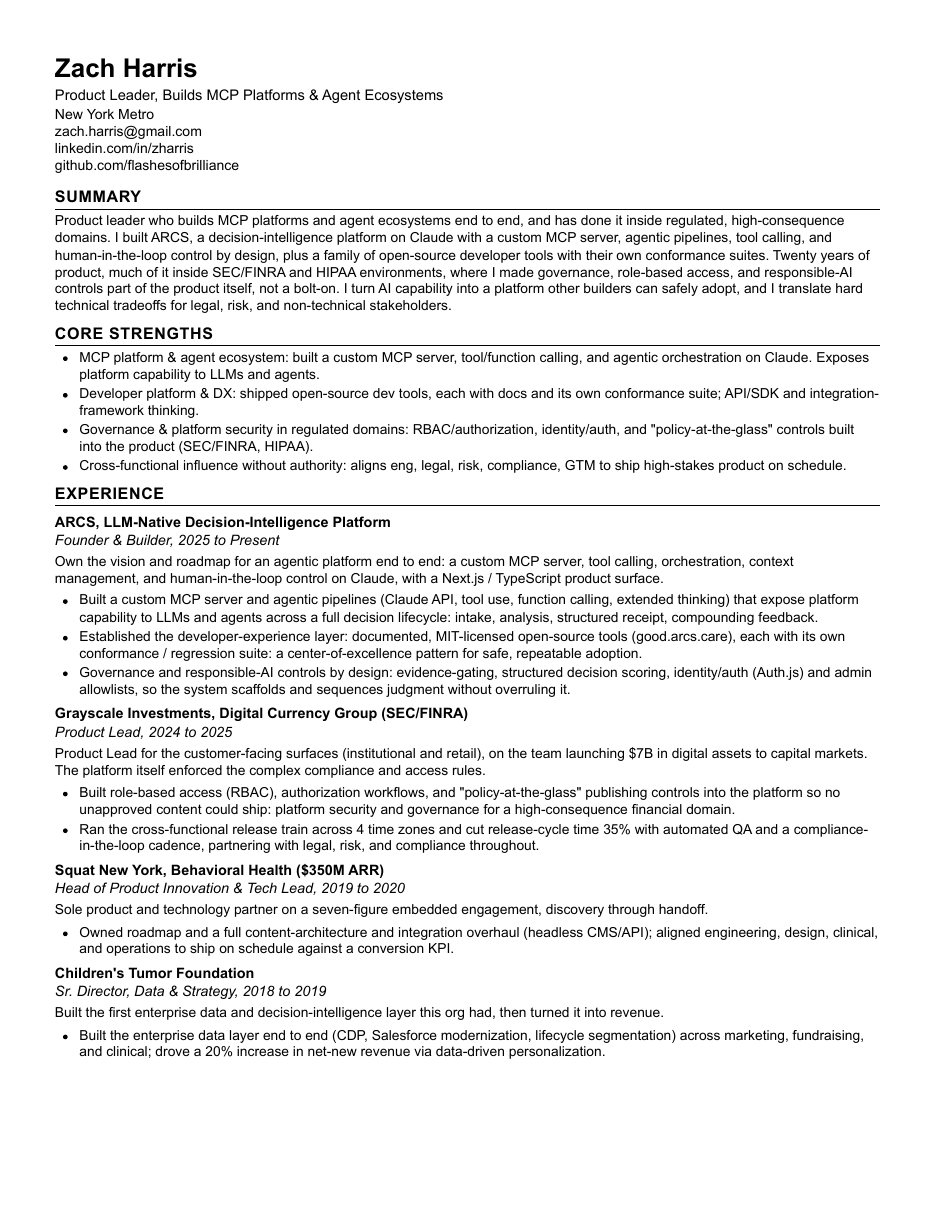 Zach Harris
Product Leader, Builds MCP Platforms & Agent Ecosystems
New York Metro
zach.harris@gmail.com
linkedin.com/in/zharris
github.com/flashesofbrilliance
SUMMARY
Product leader who builds MCP platforms and agent ecosystems end to end, and has done it inside regulated, high-consequence
domains. I built ARCS, a decision-intelligence platform on Claude with a custom MCP server, agentic pipelines, tool calling, and
human-in-the-loop control by design, plus a family of open-source developer tools with their own conformance suites. Twenty years of
product, much of it inside SEC/FINRA and HIPAA environments, where I made governance, role-based access, and responsible-AI
controls part of the product itself, not a bolt-on. I turn AI capability into a platform other builders can safely adopt, and I translate hard
technical tradeoffs for legal, risk, and non-technical stakeholders.
CORE STRENGTHS
• MCP platform & agent ecosystem: built a custom MCP server, tool/function calling, and agentic orchestration on Claude. Exposes
platform capability to LLMs and agents.
• Developer platform & DX: shipped open-source dev tools, each with docs and its own conformance suite; API/SDK and integration-
framework thinking.
• Governance & platform security in regulated domains: RBAC/authorization, identity/auth, and "policy-at-the-glass" controls built
into the product (SEC/FINRA, HIPAA).
• Cross-functional influence without authority: aligns eng, legal, risk, compliance, GTM to ship high-stakes product on schedule.
EXPERIENCE
ARCS, LLM-Native Decision-Intelligence Platform
Founder & Builder, 2025 to Present
Own the vision and roadmap for an agentic platform end to end: a custom MCP server, tool calling, orchestration, context
management, and human-in-the-loop control on Claude, with a Next.js / TypeScript product surface.
• Built a custom MCP server and agentic pipelines (Claude API, tool use, function calling, extended thinking) that expose platform
capability to LLMs and agents across a full decision lifecycle: intake, analysis, structured receipt, compounding feedback.
• Established the developer-experience layer: documented, MIT-licensed open-source tools (good.arcs.care), each with its own
conformance / regression suite: a center-of-excellence pattern for safe, repeatable adoption.
• Governance and responsible-AI controls by design: evidence-gating, structured decision scoring, identity/auth (Auth.js) and admin
allowlists, so the system scaffolds and sequences judgment without overruling it.
Grayscale Investments, Digital Currency Group (SEC/FINRA)
Product Lead, 2024 to 2025
Product Lead for the customer-facing surfaces (institutional and retail), on the team launching $7B in digital assets to capital markets.
The platform itself enforced the complex compliance and access rules.
• Built role-based access (RBAC), authorization workflows, and "policy-at-the-glass" publishing controls into the platform so no
unapproved content could ship: platform security and governance for a high-consequence financial domain.
• Ran the cross-functional release train across 4 time zones and cut release-cycle time 35% with automated QA and a compliance-
in-the-loop cadence, partnering with legal, risk, and compliance throughout.
Squat New York, Behavioral Health ($350M ARR)
Head of Product Innovation & Tech Lead, 2019 to 2020
Sole product and technology partner on a seven-figure embedded engagement, discovery through handoff.
• Owned roadmap and a full content-architecture and integration overhaul (headless CMS/API); aligned engineering, design, clinical,
and operations to ship on schedule against a conversion KPI.
Children's Tumor Foundation
Sr. Director, Data & Strategy, 2018 to 2019
Built the first enterprise data and decision-intelligence layer this org had, then turned it into revenue.
• Built the enterprise data layer end to end (CDP, Salesforce modernization, lifecycle segmentation) across marketing, fundraising,
and clinical; drove a 20% increase in net-new revenue via data-driven personalization.